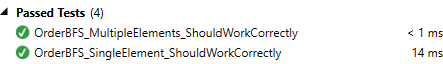 Passed Tests (4)
OrderBFS_MultipleElements_ShouldWorkCorrectly < 1 ms
OrderBFS_SingleElement_ShouldWorkCorrectly 14 ms